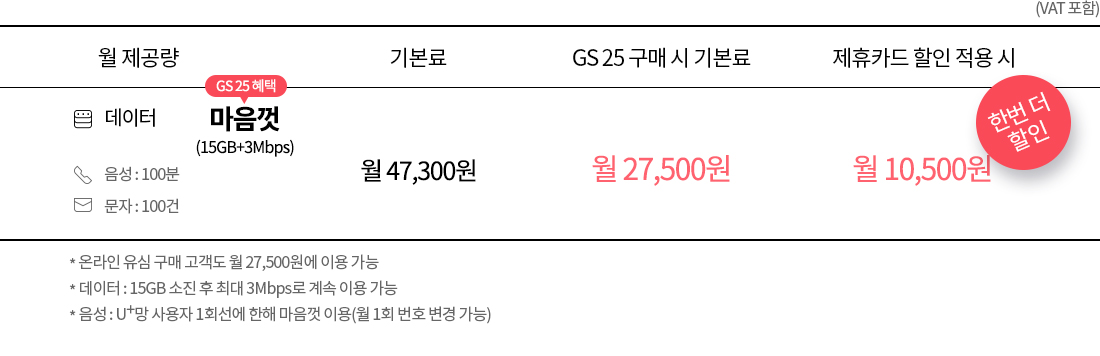 (VAT 포함)
월 제공량 기본료 GS 25 구매 시 기본료 제휴카드 할인 적용 시
GS 25 혜택
데이터 마음껏
(15GB+3Mbps)
한번 더
할인
음성 : 100분
문자 : 100건
월 47,300원 월 27,500원 월 10,500원
* 온라인 유심 구매 고객도 월 27,500원에 이용 가능
* 데이터 : 15GB 소진 후 최대 3Mbps로 계속 이용 가능
* 음성 : U+망 사용자 1회선에 한해 마음껏 이용(월 1회 번호 변경 가능)